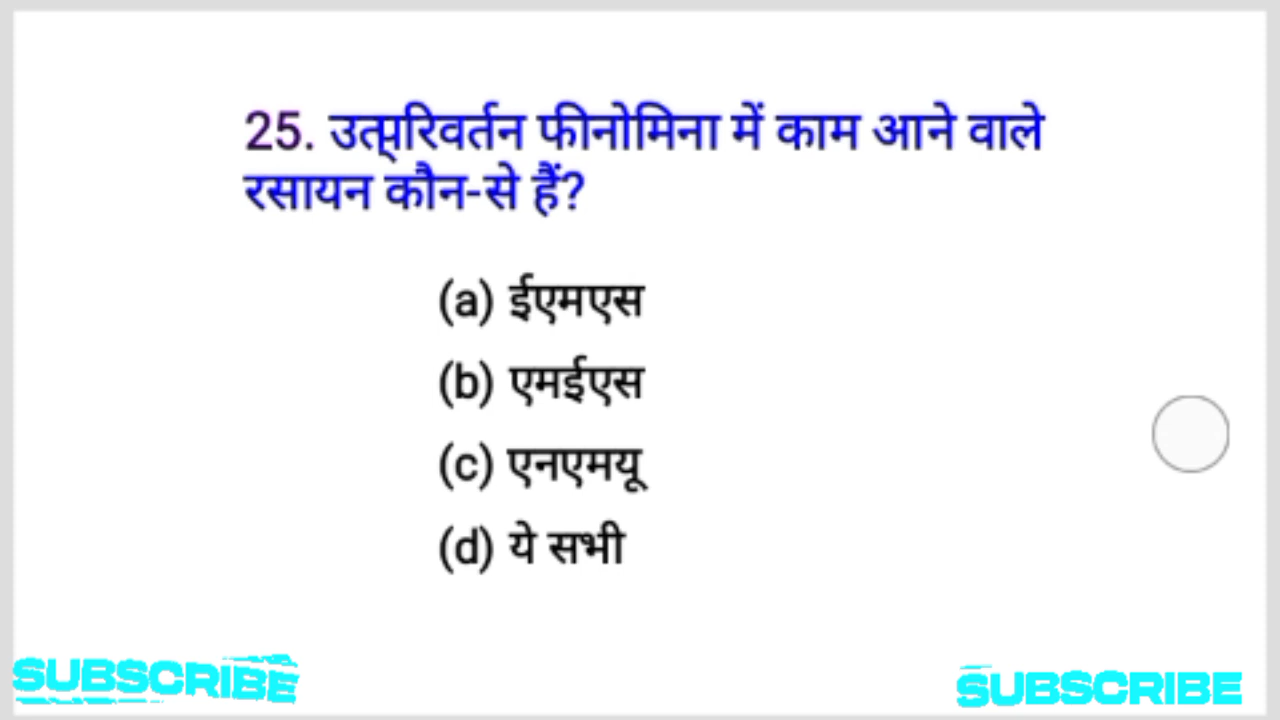 25. उत्परिवर्तन फीनोमिना में काम आने वाले
रसायन कौन-से हैं?
(a) ईएमएस
(b) एमईएस
(c) एनएमयू
(d) ये सभी
SUBSCRIBE
SUBSCRIBE